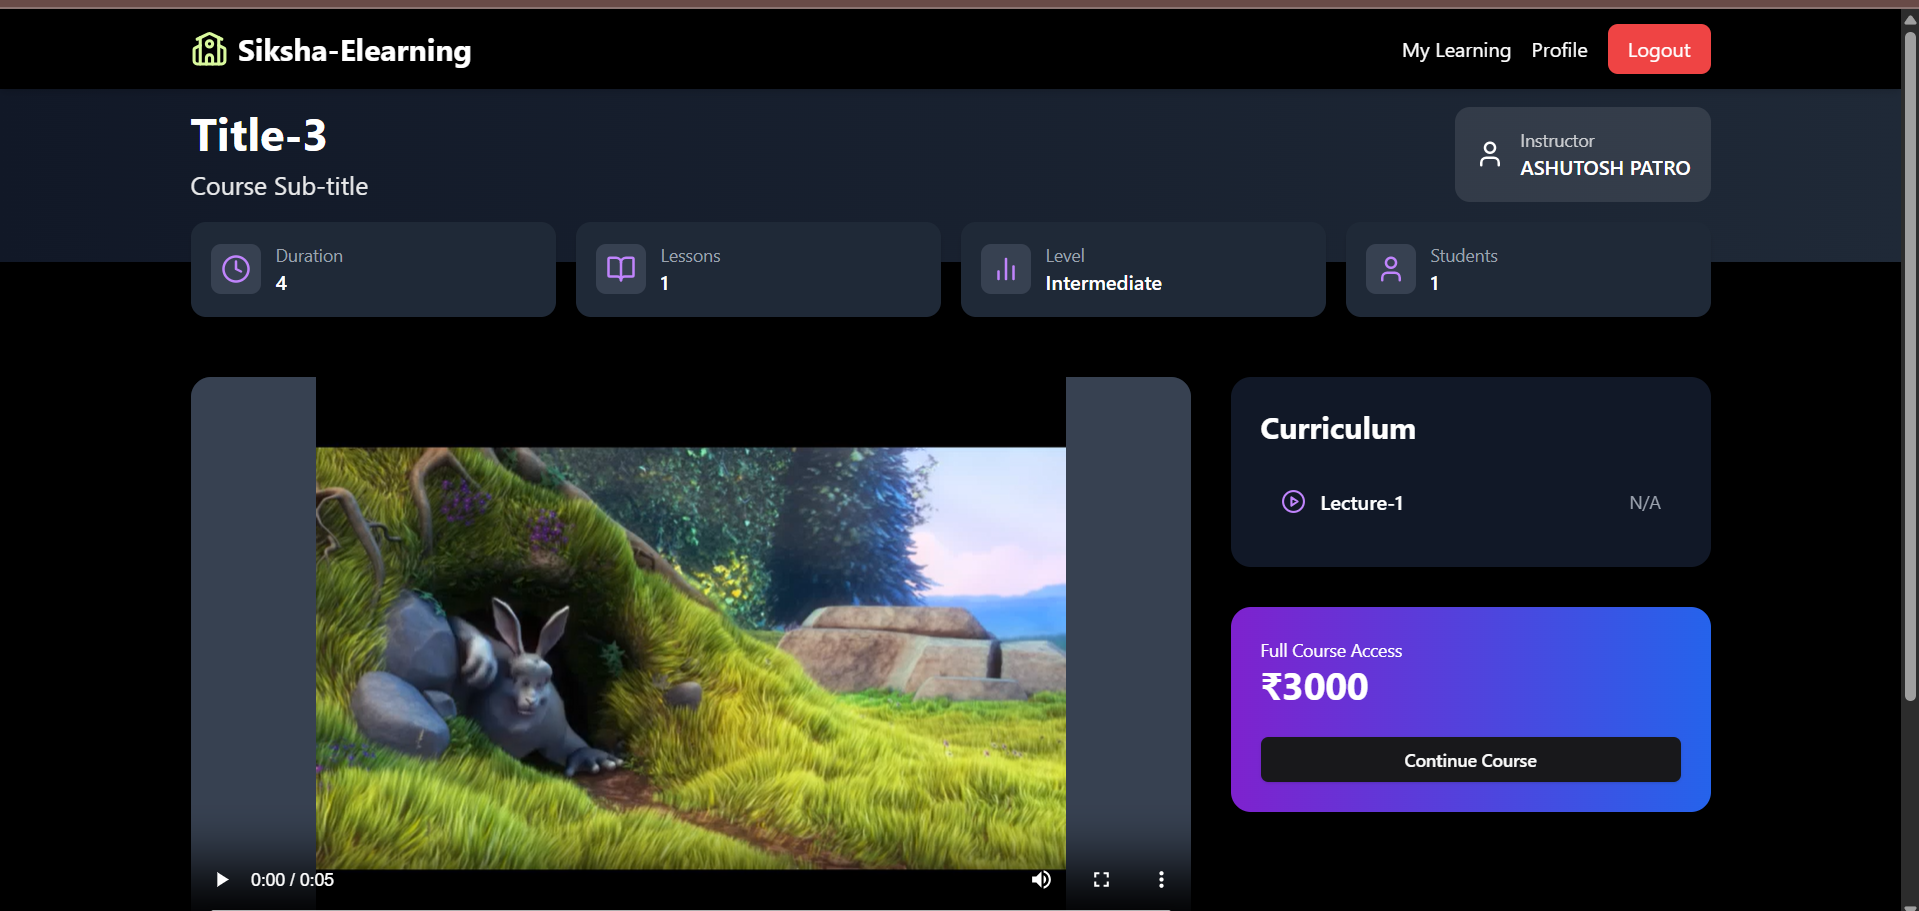 Siksha-Elearning
My Learning
Profile
Logout
Title-3
Course Sub-title
Instructor
ASHUTOSH PATRO
Duration
4
Lessons
1
Level
Intermediate
Students
1
Curriculum
Lecture-1
N/A
Full Course Access
₹3000
Continue Course
0:00 / 0:05